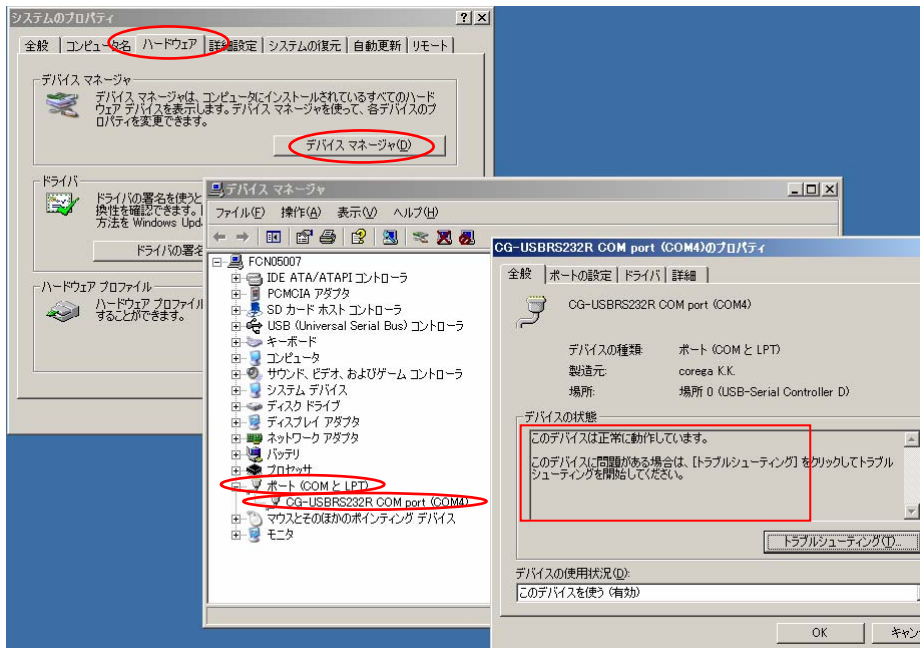 システムのプロパティ
全般 コンピュータ名 ハードウェア 詳細設定 システムの復元 自動更新 リモート
デバイス マネージャ
デバイス マネージャは、コンピュータにインストールされているすべてのハード
ウェア デバイスを表示します。デバイス マネージャを使って、各デバイスのプ
ロパティを変更できます。
デバイス マネージャ(D)
ドライバ
ドライバの署名を使うと
換性を確認できます。
方法を Windows Upd
ドライバの署名
ハードウェア プロファイル
ハードウェア プロファイル
することができます。
デバイス マネージャ
ファイル(F) 操作(A) 表示(V) ヘルプ(H)
FCN05007
IDE ATA/ATAPI コントローラ
PCMCIA アダプタ
SD カード ホスト コントローラ
USB (Universal Serial Bus) コントローラ
キーボード
コンピュータ
サウンド、ビデオ、およびゲーム コントローラ
システム デバイス
ディスク ドライブ
ディスプレイ アダプタ
ネットワーク アダプタ
バッテリ
プロセッサ
ポート (COM と LPT)
CG-USBRS232R COM port (COM4)
マウスとそのほかのポインティング デバイス
モニタ
CG-USBRS232R COM port (COM4)のプロパティ
全般 ポートの設定 ドライバ 詳細
CG-USBRS232R COM port (COM4)
デバイスの種類: ポート (COM と LPT)
製造元: corega K.K.
場所: 場所 0 (USB-Serial Controller D)
デバイスの状態
このデバイスは正常に動作しています。
このデバイスに問題がある場合は、[トラブルシューティング] をクリックしてトラブル
シューティングを開始してください。
トラブルシューティング(T)...
デバイスの使用状況(D):
このデバイスを使う (有効)
OK キャン